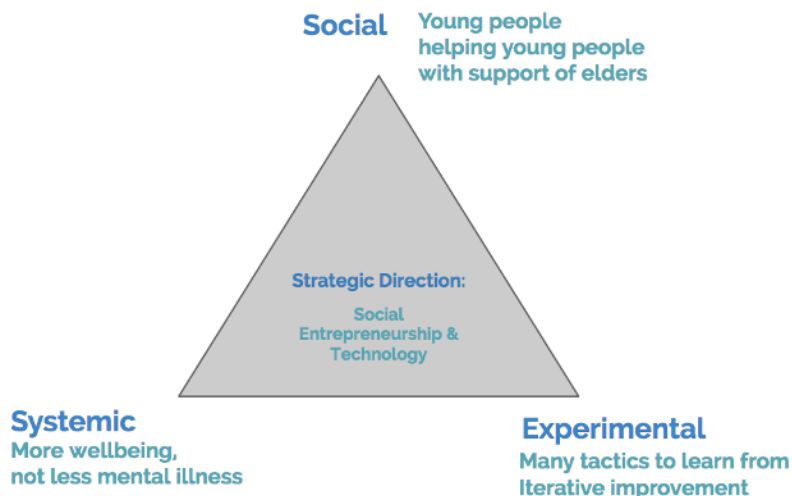 Social
Young people
helping young people
with support of elders
Strategic Direction:
Social
Entrepreneurship &
Technology
Systemic
More wellbeing,
not less mental illness
Experimental
Many tactics to learn from
Iterative improvement